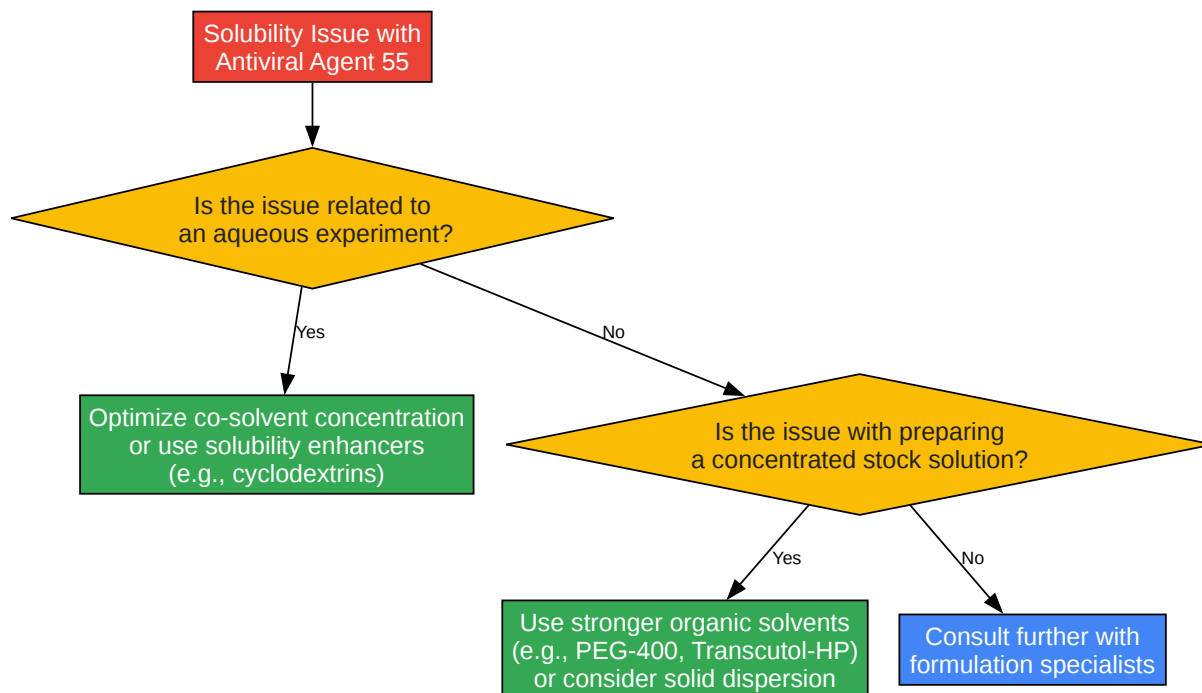 Solubility Issue with
Antiviral Agent 55
Is the issue related to
an aqueous experiment?
Yes
No
Optimize co-solvent concentration
or use solubility enhancers
(e.g., cyclodextrins)
Is the issue with preparing
a concentrated stock solution?
Yes
No
Use stronger organic solvents
(e.g., PEG-400, Transcutol-HP)
or consider solid dispersion
Consult further with
formulation specialists